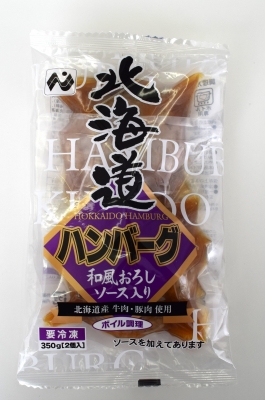 北海道
HAMBU
KIDO
HOKKAIDO HAMBURG
ハンバーグ
和風おろし
ソース入り
北海道産 牛肉・豚肉 使用
ボイル調理
要冷凍
350g(2個入)
ソースを加えてあります